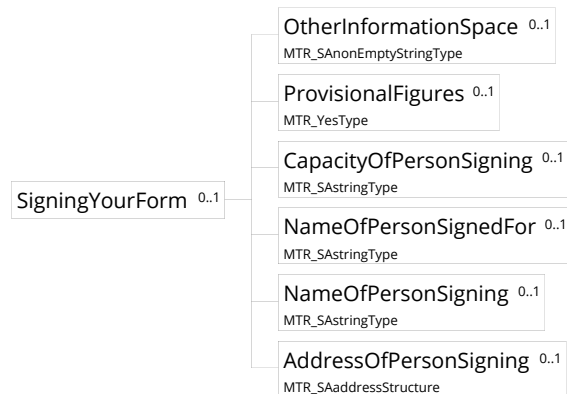 OtherInformationSpace 0..1
MTR_SAnonEmptyStringType
ProvisionalFigures 0..1
MTR_YesType
CapacityOfPersonSigning 0..1
MTR_SAstringType
SigningYourForm 0..1
NameOfPersonSignedFor 0..1
MTR_SAstringType
NameOfPersonSigning 0..1
MTR_SAstringType
AddressOfPersonSigning 0..1
MTR_SAaddressStructure